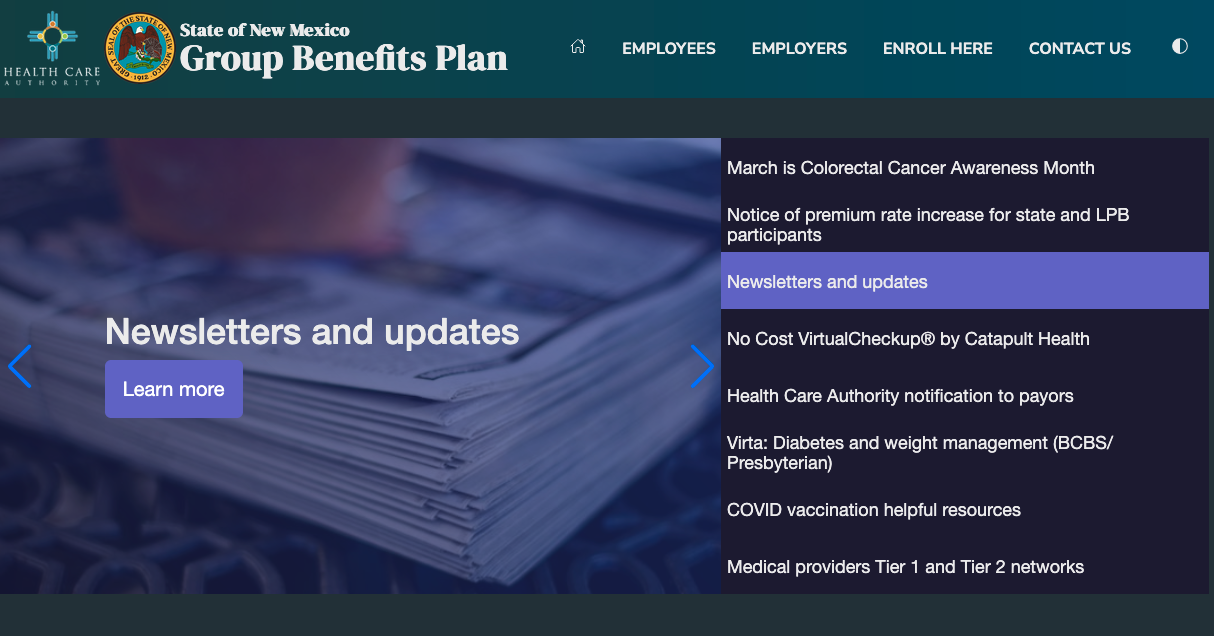 HEALTH CARE
AUTHORITY
GREAT SEAL OF THE STATE OF NEW MEXICO
1912
State of New Mexico
Group Benefits Plan
EMPLOYEES
EMPLOYERS
ENROLL HERE
CONTACT US
Newsletters and updates
Learn more
March is Colorectal Cancer Awareness Month
Notice of premium rate increase for state and LPB
participants
Newsletters and updates
No Cost VirtualCheckup® by Catapult Health
Health Care Authority notification to payors
Virta: Diabetes and weight management (BCBS/
Presbyterian)
COVID vaccination helpful resources
Medical providers Tier 1 and Tier 2 networks